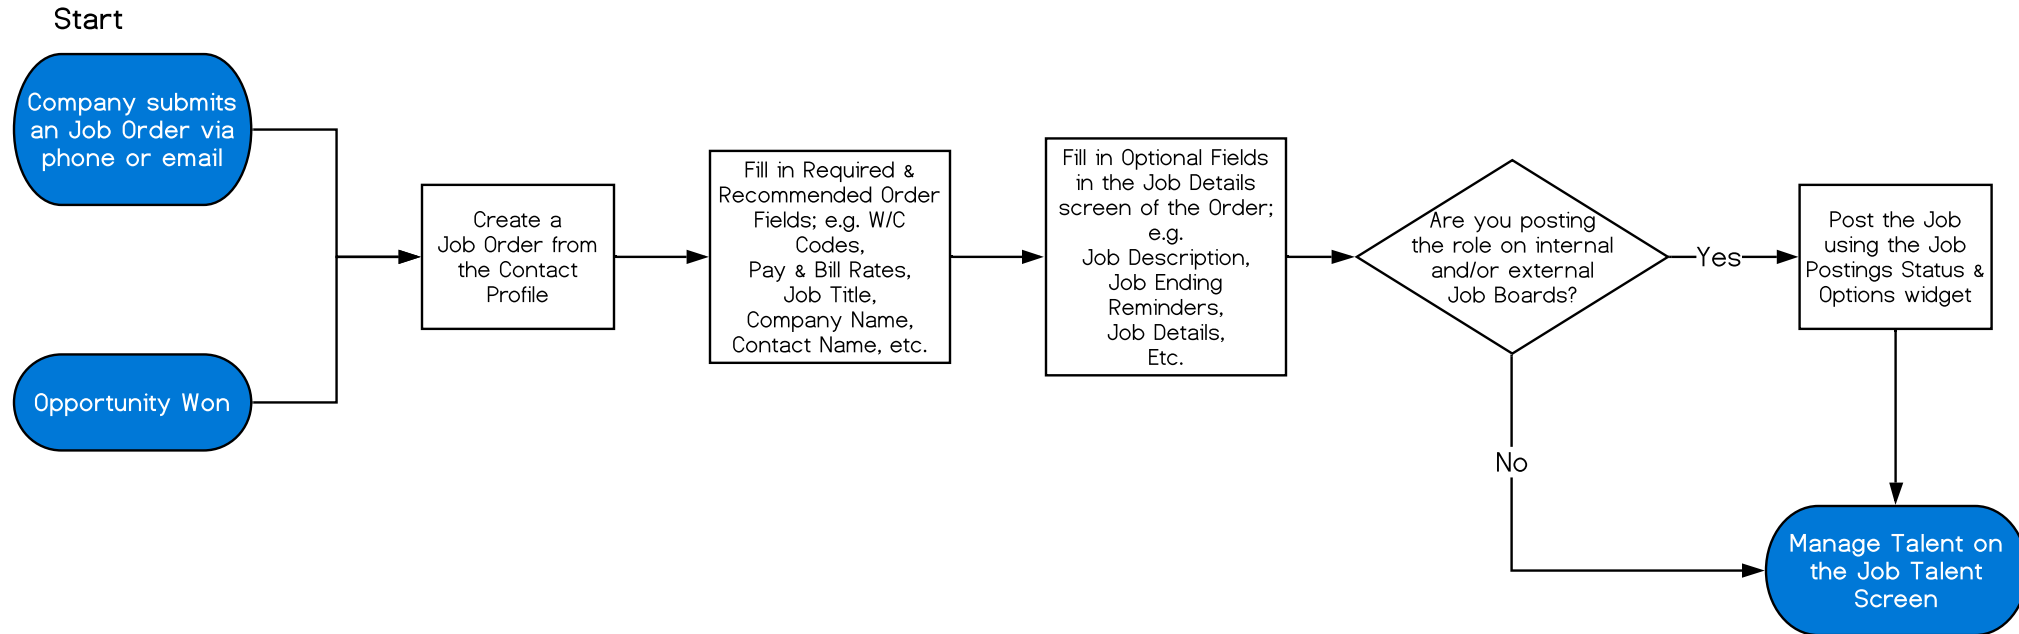 Start
Company submits
an Job Order via
phone or email
Opportunity Won
Create a
Job Order from
the Contact
Profile
Fill in Required &
Recommended Order
Fields; e.g. W/C
Codes,
Pay & Bill Rates,
Job Title,
Company Name,
Contact Name, etc.
Fill in Optional Fields
in the Job Details
screen of the Order;
e.g.
Job Description,
Job Ending
Reminders,
Job Details,
Etc.
Are you posting
the role on internal
and/or external
Job Boards?
Yes
Post the Job
using the Job
Postings Status &
Options widget
No
Manage Talent on
the Job Talent
Screen